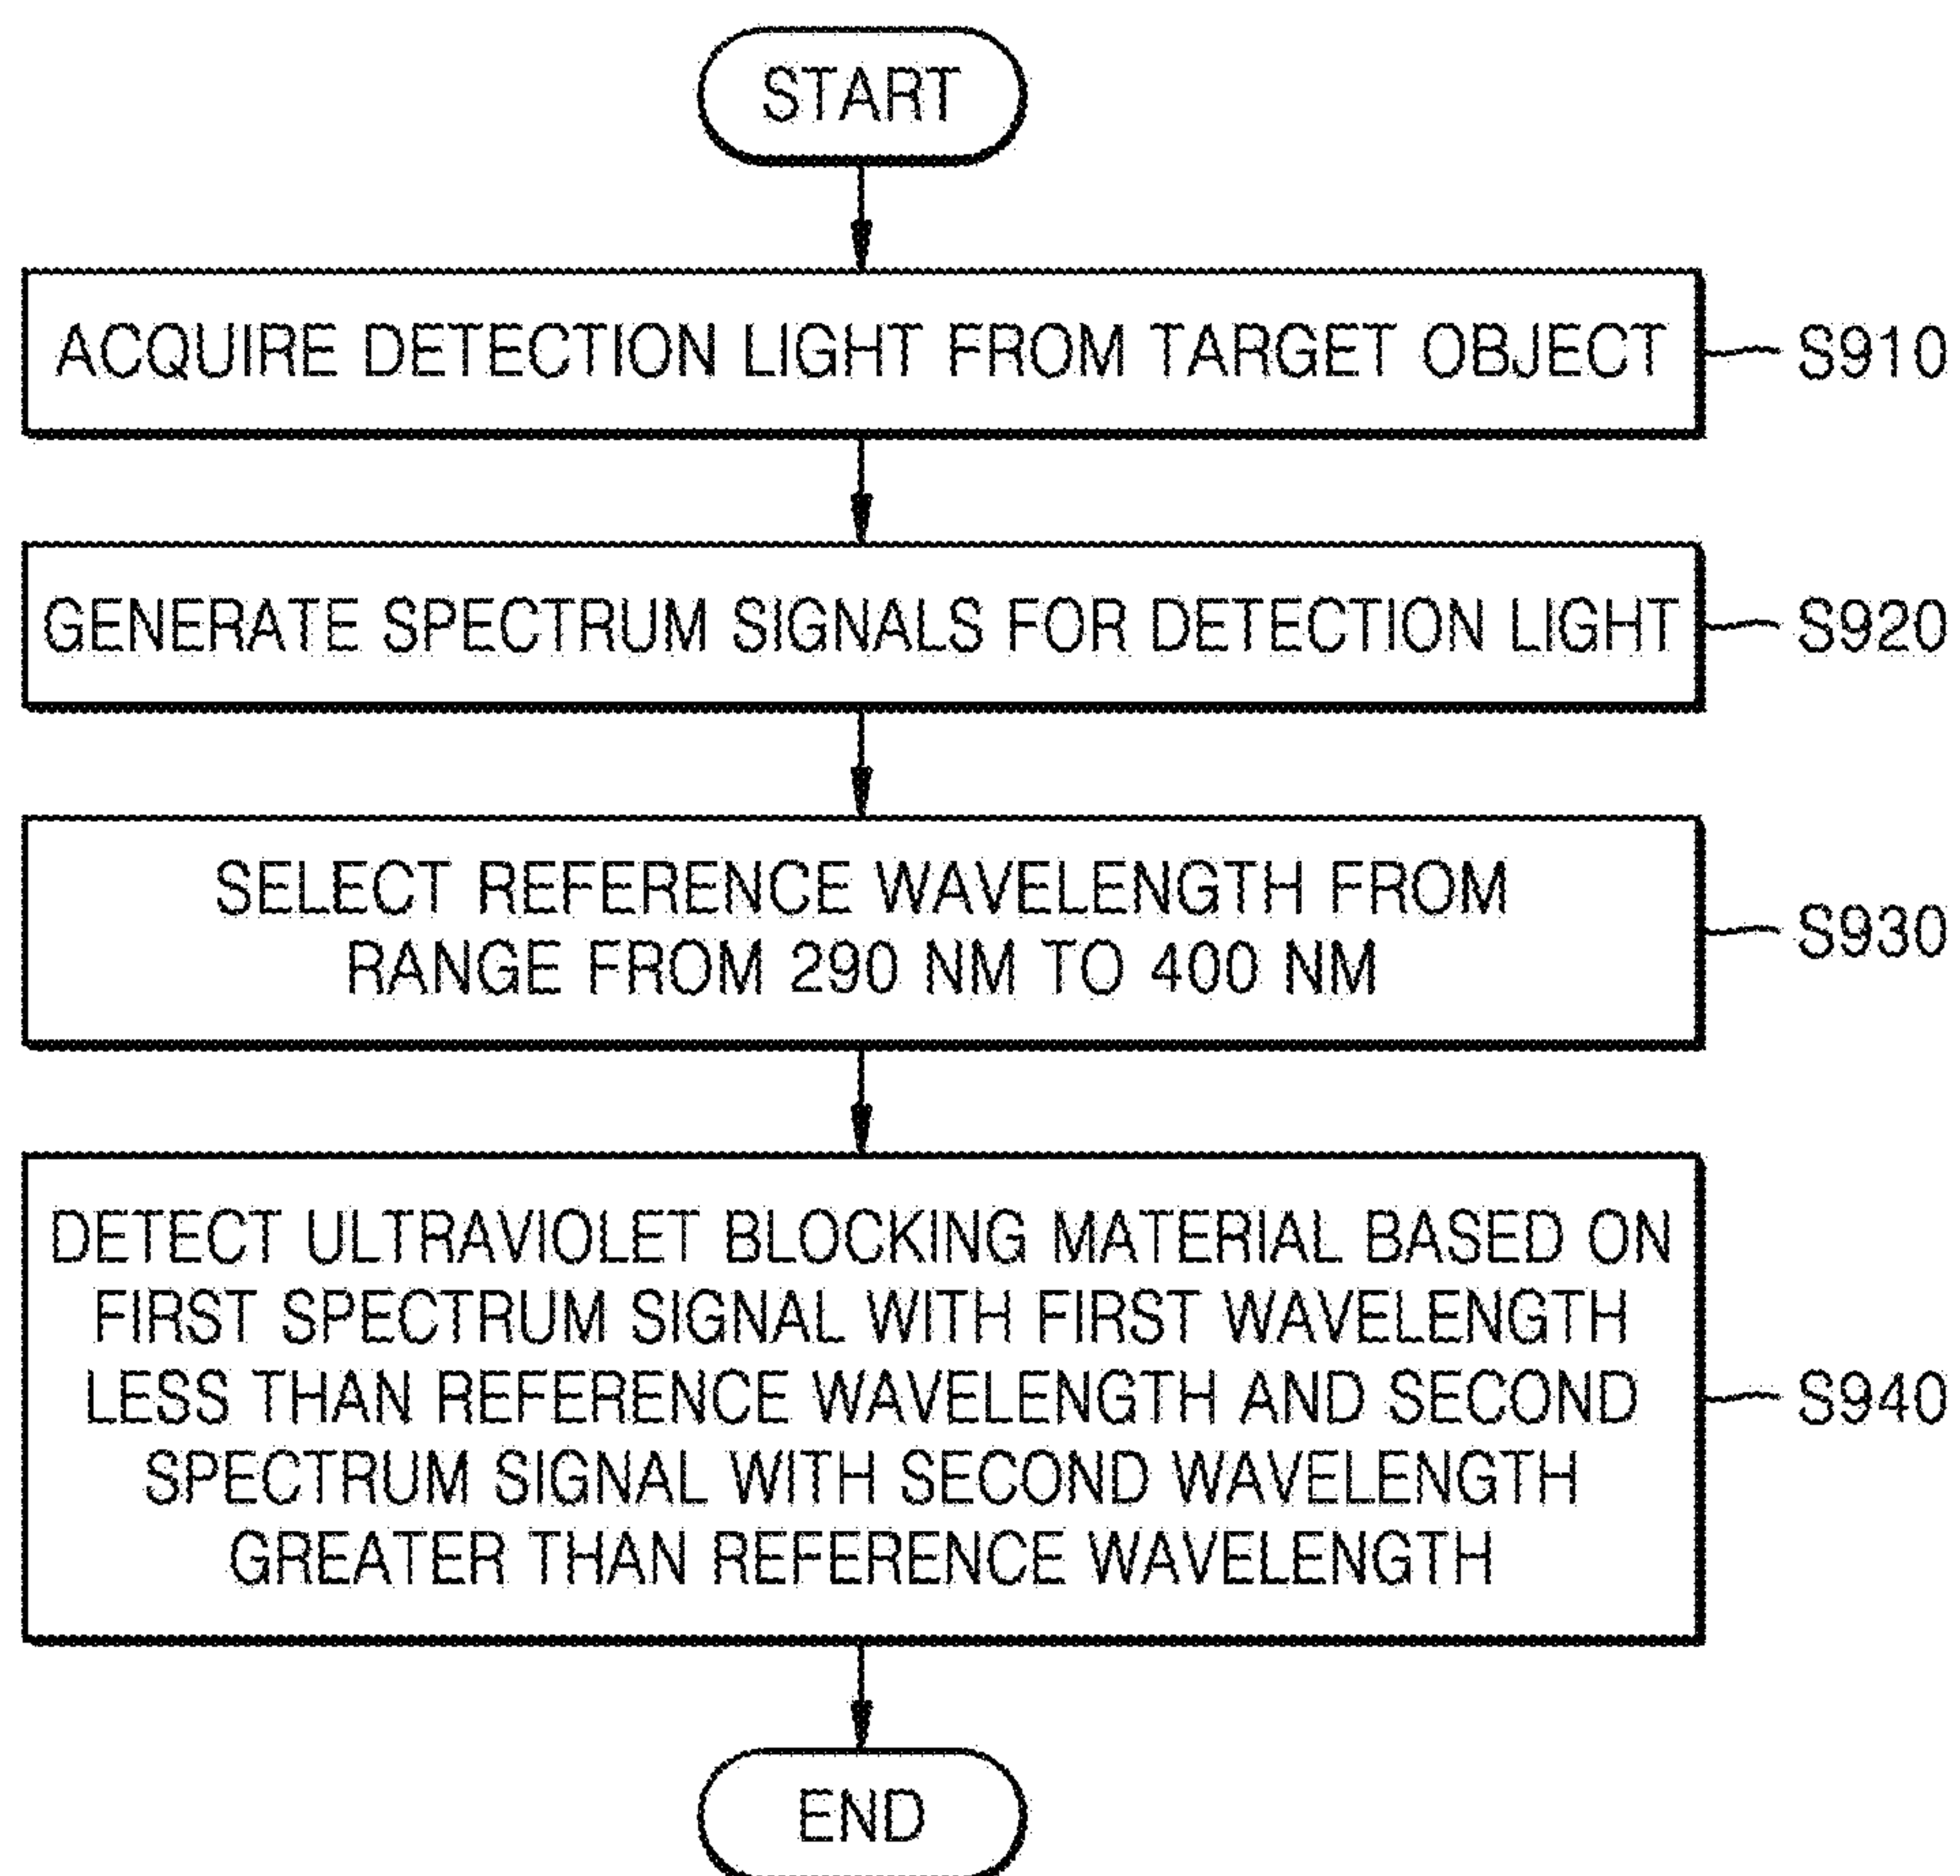 START
ACQUIRE DETECTION LIGHT FROM TARGET OBJECT
S910
GENERATE SPECTRUM SIGNALS FOR DETECTION LIGHT
S920
SELECT REFERENCE WAVELENGTH FROM
RANGE FROM 290 NM TO 400 NM
S930
DETECT ULTRAVIOLET BLOCKING MATERIAL BASED ON
FIRST SPECTRUM SIGNAL WITH FIRST WAVELENGTH
LESS THAN REFERENCE WAVELENGTH AND SECOND
SPECTRUM SIGNAL WITH SECOND WAVELENGTH
GREATER THAN REFERENCE WAVELENGTH
S940
END